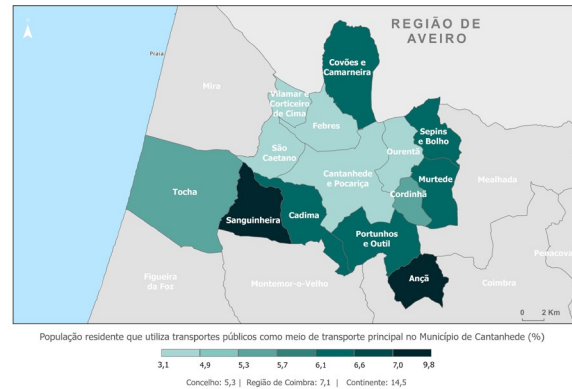 REGIÃO DE
AVEIRO
Praia
Mira
Covões e
Camarneira
Vilamar e
Corticeiro
de Cima
Febres
Sepins
e Bolho
Ourentã
São
Caetano
Cantanhede
e Pocariça
Murtede
Mealhada
Cordinhã
Tocha
Sanguinheira
Cadima
Portunhos
e Outil
Ançã
Penacova
Figueira
da Foz
Montemor-o-Velho
Coimbra
0 2 Km
População residente que utiliza transportes públicos como meio de transporte principal no Município de Cantanhede (%)
3,1 4,9 5,3 5,7 6,1 6,6 7,0 9,8
Concelho: 5,3 | Região de Coimbra: 7,1 | Continente: 14,5